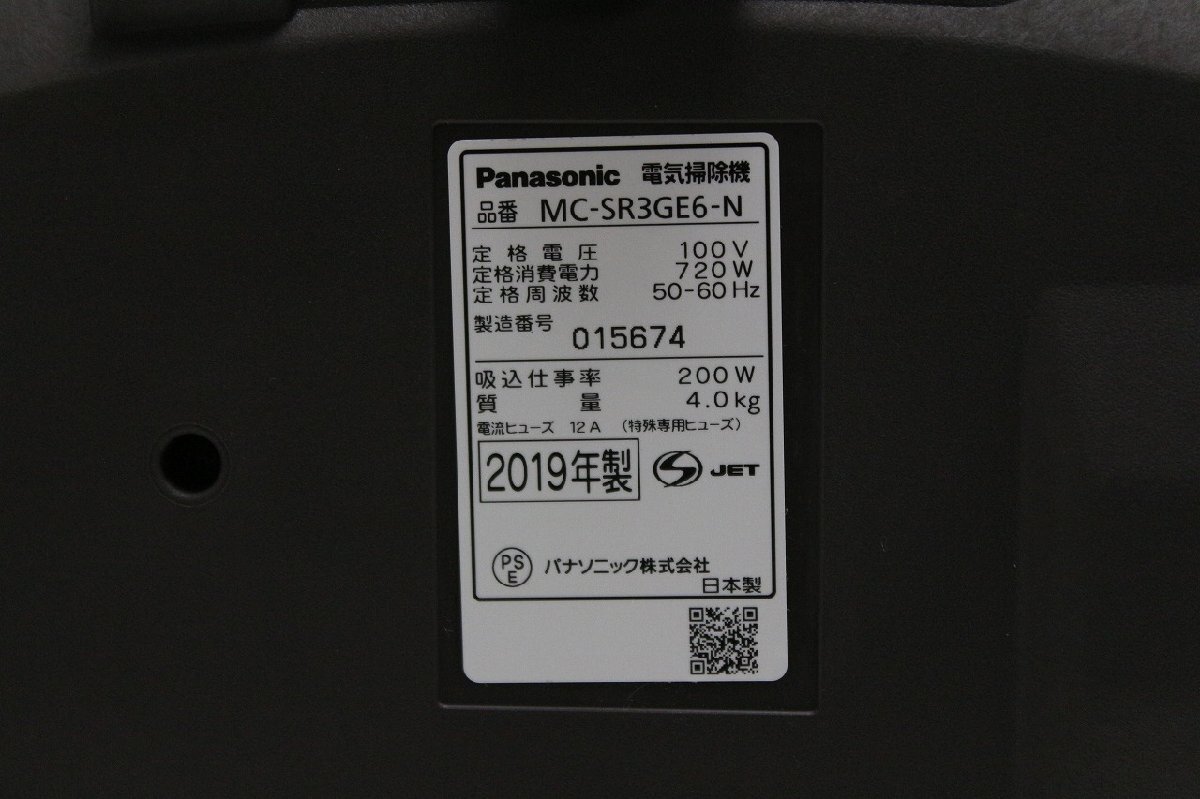 Panasonic 電気掃除機
品番 MC-SR3GE6-N
定格電圧 100V
定格消費電力 720W
定格周波数 50-60Hz
製造番号 015674
吸込仕事率 200W
質量 4.0kg
電流ヒューズ 12A (特殊専用ヒューズ)
2019年製 S JET
PSE パナソニック株式会社
日本製